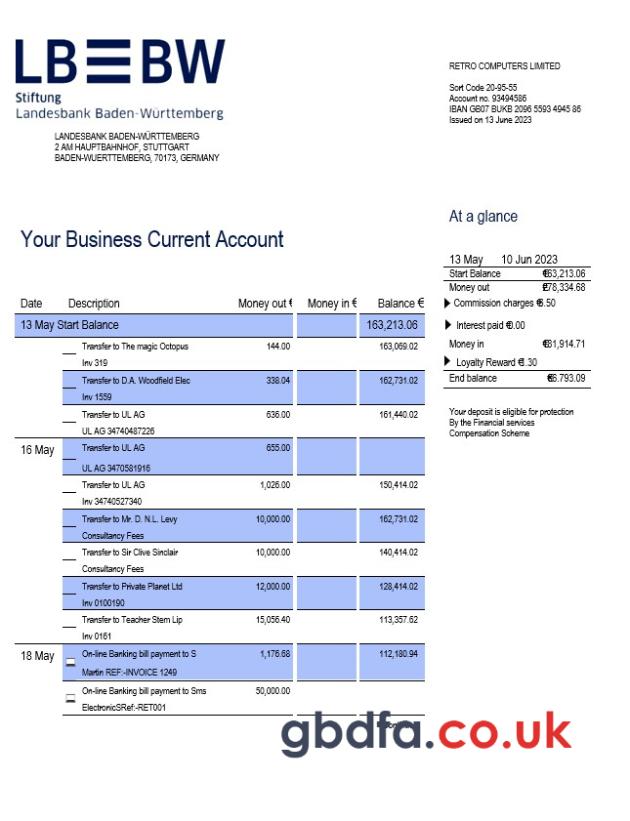 LBBW
Stiftung
Landesbank Baden-Württemberg
LANDESBANK BADEN-WÜRTTEMBERG
2 AM HAUPTBAHNHOF, STUTTGART
BADEN-WUERTTEMBERG, 70173, GERMANY
RETRO COMPUTERS LIMITED
Sort Code 20-95-55
Account no. 93494586
IBAN GB07 BUKB 2096 5593 4945 86
Issued on 13 June 2023
Your Business Current Account
At a glance
13 May 10 Jun 2023
Start Balance €63,213.06
Money out £78,334.68
Commission charges €6.50
Interest paid €0.00
Money in €81,914.71
Loyalty Reward €1.30
End balance €6.793.09
Your deposit is eligible for protection
By the Financial services
Compensation Scheme
Date Description Money out € Money in € Balance €
13 May Start Balance 163,213.06
Transfer to The magic Octopus 144.00 163,069.02
Inv 319
Transfer to D.A. Woodfield Elec 338.04 162,731.02
Inv 1559
Transfer to UL AG 636.00 161,440.02
UL AG 34740487226
16 May Transfer to UL AG 655.00
UL AG 3470581916
Transfer to UL AG 1,026.00 150,414.02
Inv 34740527340
Transfer to Mr. D. N.L. Levy 10,000.00 162,731.02
Consultancy Fees
Transfer to Sir Clive Sinclair 10,000.00 140,414.02
Consultancy Fees
Transfer to Private Planet Ltd 12,000.00 128,414.02
Inv 0100190
Transfer to Teacher Stem Lip 15,056.40 113,357.62
Inv 0161
18 May On-line Banking bill payment to S 1,176.68 112,180.94
Martin REF:-INVOICE 1249
On-line Banking bill payment to Sms 50,000.00
ElectronicSRef:-RET001
gbdfa.co.uk